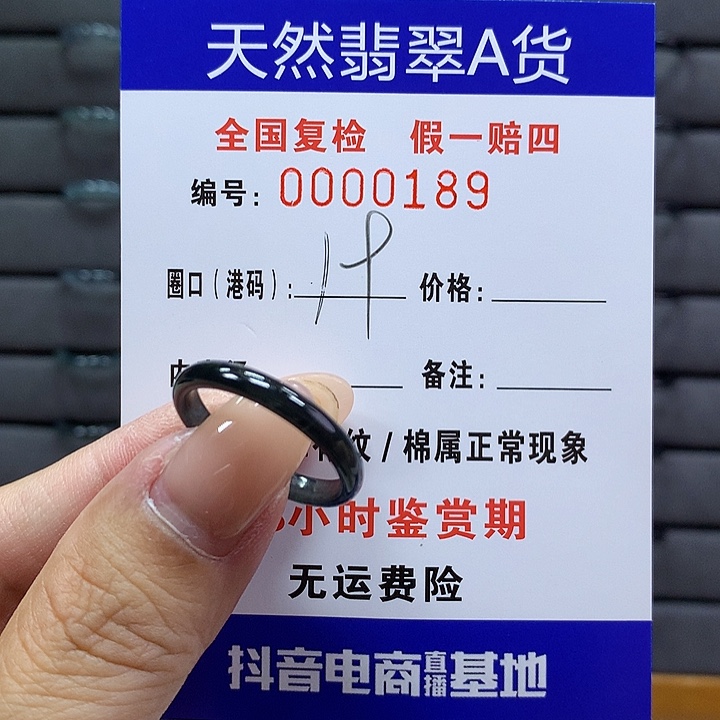 天然翡翠A货
全国复检 假一赔四
编号：0000189
圈口（港码）：19 价格：
内 备注：
纹/棉属正常现象
小时鉴赏期
无运费险
抖音电商直播基地